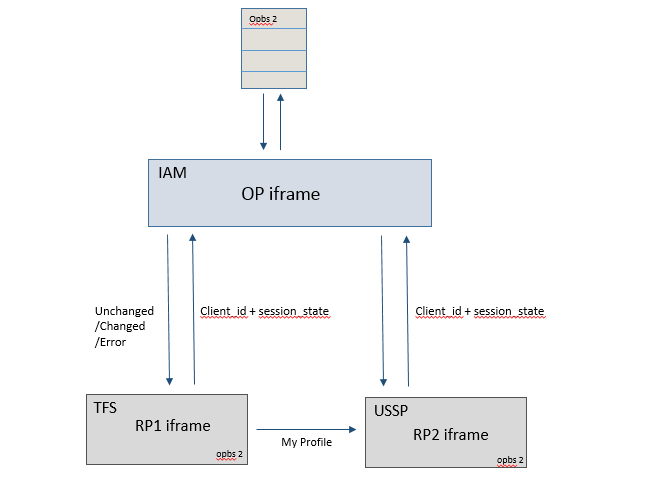 Opbs 2
IAM
OP iframe
Unchanged
/Changed
/Error
Client_id + session_state
Client_id + session_state
TFS
RP1 iframe
opbs 2
My Profile
USSP
RP2 iframe
opbs 2